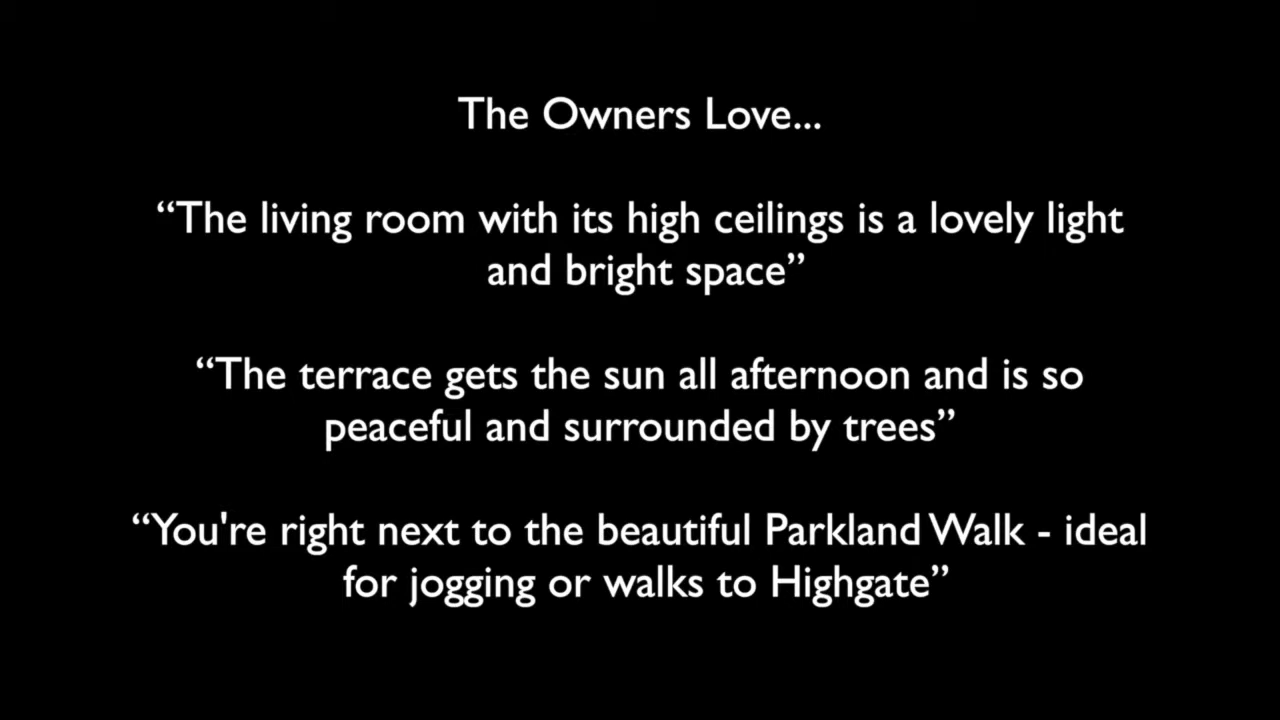 The Owners Love...
“The living room with its high ceilings is a lovely light
and bright space”
“The terrace gets the sun all afternoon and is so
peaceful and surrounded by trees”
“You're right next to the beautiful Parkland Walk - ideal
for jogging or walks to Highgate”